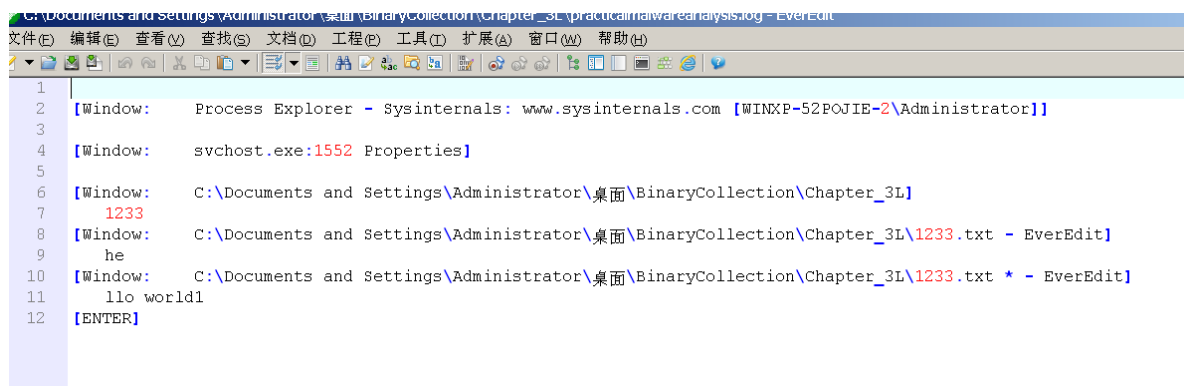 C:\Documents and Settings\Administrator\桌面\BinaryCollection\Chapter_3L\practicalmalwareanalysis.log - EverEdit
文件(F) 编辑(E) 查看(V) 查找(S) 文档(D) 工程(P) 工具(T) 扩展(A) 窗口(W) 帮助(H)
1
2 [Window: Process Explorer - Sysinternals: www.sysinternals.com [WINXP-52POJIE-2\Administrator]]
3
4 [Window: svchost.exe:1552 Properties]
5
6 [Window: C:\Documents and Settings\Administrator\桌面\BinaryCollection\Chapter_3L]
7 1233
8 [Window: C:\Documents and Settings\Administrator\桌面\BinaryCollection\Chapter_3L\1233.txt - EverEdit]
9 he
10 [Window: C:\Documents and Settings\Administrator\桌面\BinaryCollection\Chapter_3L\1233.txt * - EverEdit]
11 llo world1
12 [ENTER]